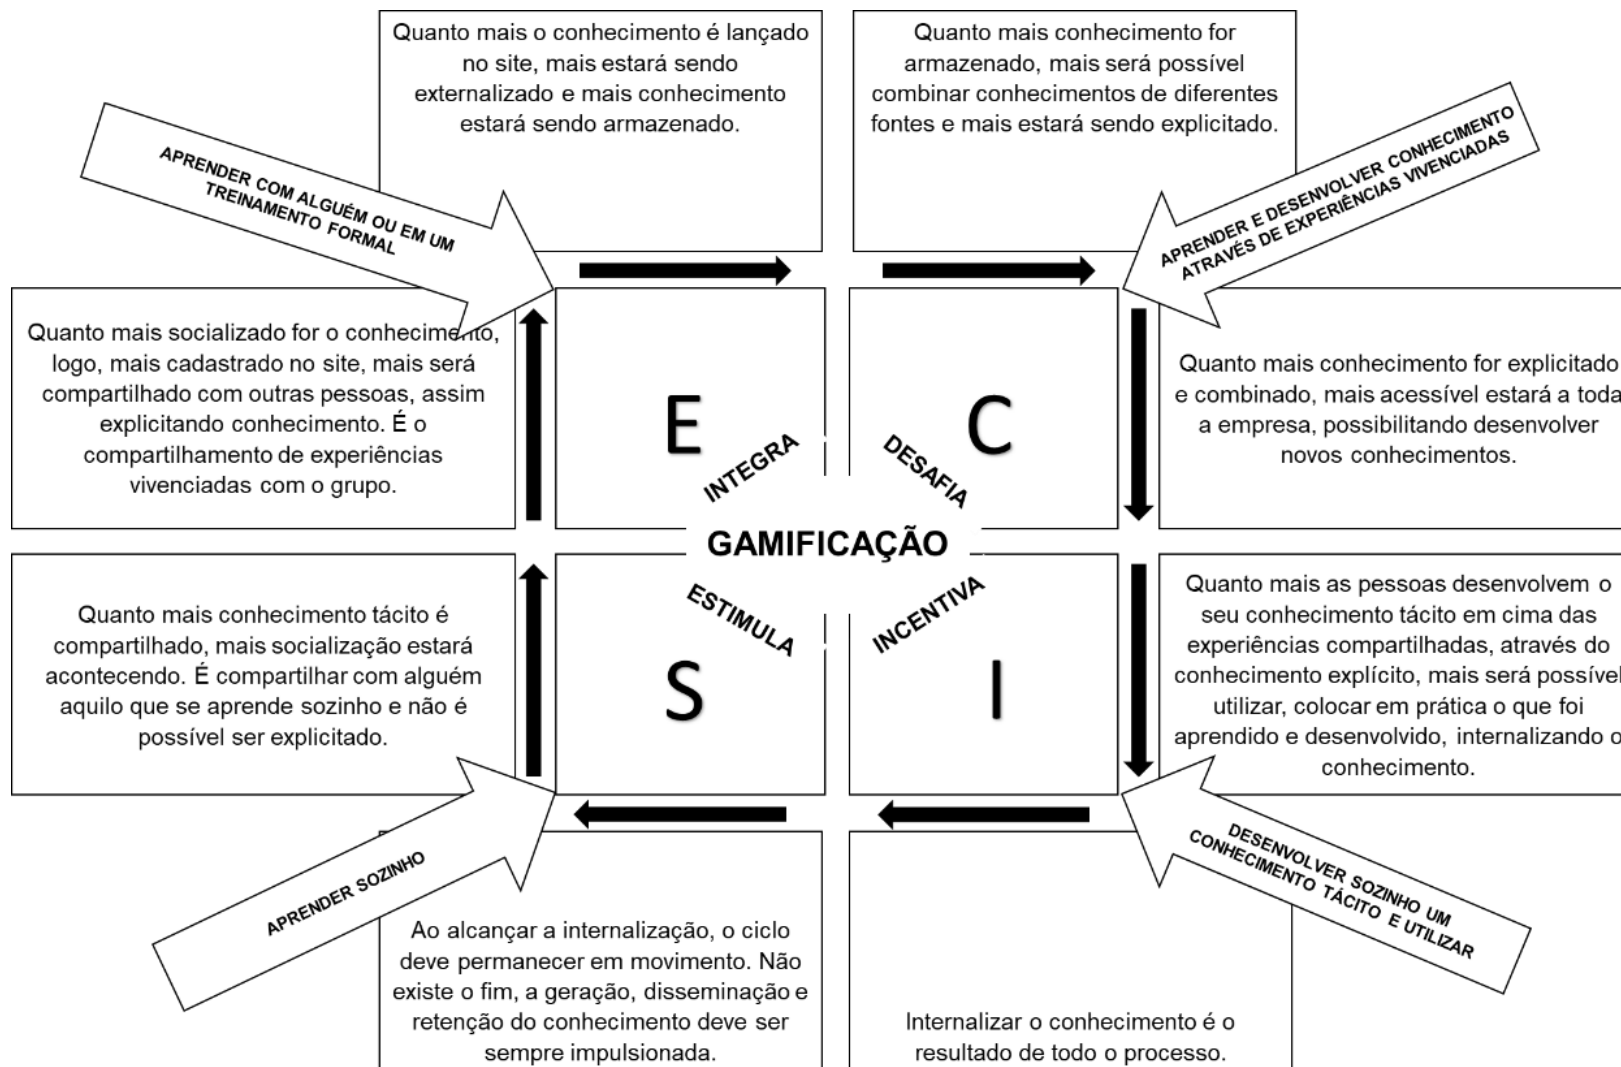 Quanto mais o conhecimento é lançado
no site, mais estará sendo
externalizado e mais conhecimento
estará sendo armazenado.
Quanto mais conhecimento for
armazenado, mais será possível
combinar conhecimentos de diferentes
fontes e mais estará sendo explicitado.
APRENDER COM ALGUÉM OU EM UM
TREINAMENTO FORMAL
APRENDER E DESENVOLVER CONHECIMENTO
ATRAVÉS DE EXPERIÊNCIAS VIVENCIADAS
Quanto mais socializado for o conhecimento,
logo, mais cadastrado no site, mais será
compartilhado com outras pessoas, assim
explicitando conhecimento. É o
compartilhamento de experiências
vivenciadas com o grupo.
E
C
Quanto mais conhecimento for explicitado
e combinado, mais acessível estará a toda
a empresa, possibilitando desenvolver
novos conhecimentos.
INTEGRA
DESAFIA
GAMIFICAÇÃO
ESTIMULA
INCENTIVA
Quanto mais conhecimento tácito é
compartilhado, mais socialização estará
acontecendo. É compartilhar com alguém
aquilo que se aprende sozinho e não é
possível ser explicitado.
S
I
Quanto mais as pessoas desenvolvem o
seu conhecimento tácito em cima das
experiências compartilhadas, através do
conhecimento explícito, mais será possível
utilizar, colocar em prática o que foi
aprendido e desenvolvido, internalizando o
conhecimento.
APRENDER SOZINHO
DESENVOLVER SOZINHO UM
CONHECIMENTO TÁCITO E UTILIZAR
Ao alcançar a internalização, o ciclo
deve permanecer em movimento. Não
existe o fim, a geração, disseminação e
retenção do conhecimento deve ser
sempre impulsionada.
Internalizar o conhecimento é o
resultado de todo o processo.